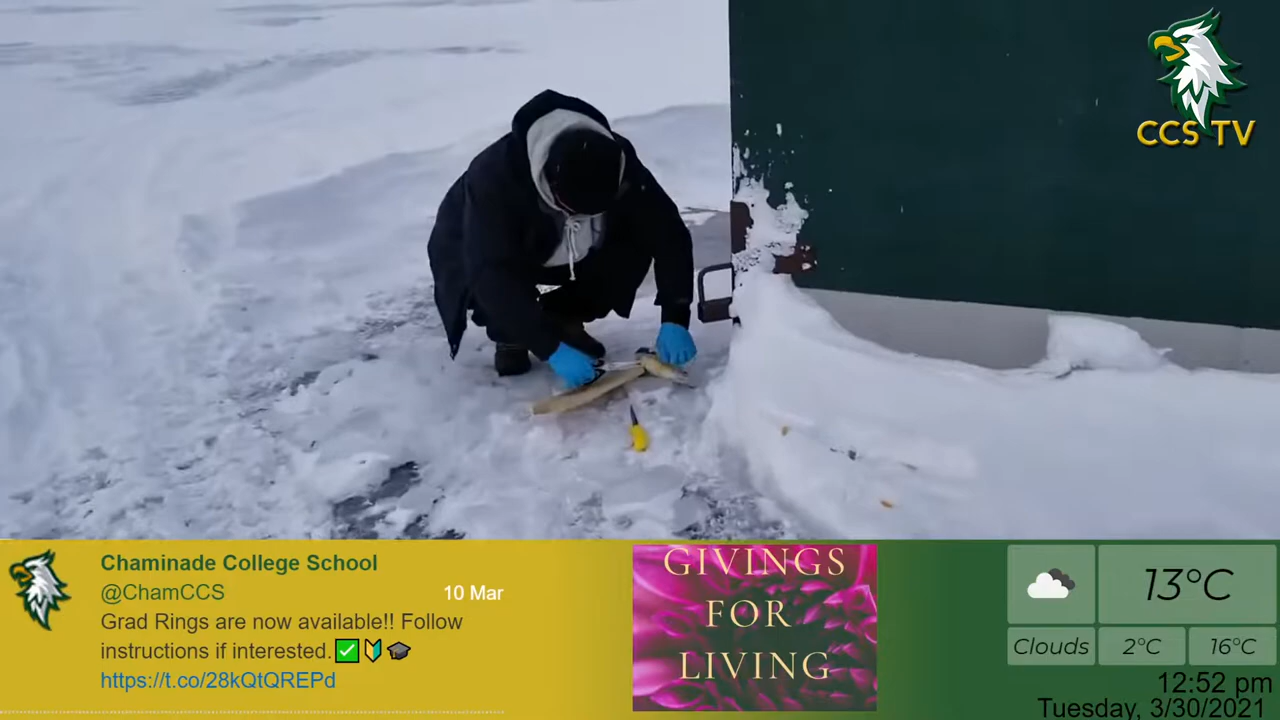 CCS TV
Chaminade College School
@ChamCCS
10 Mar
Grad Rings are now available!! Follow
instructions if interested.✅🔰🎓
https://t.co/28kQtQREPd
GIVINGS
FOR
LIVING
13°C
Clouds
2°C
16°C
12:52 pm
Tuesday, 3/30/2021